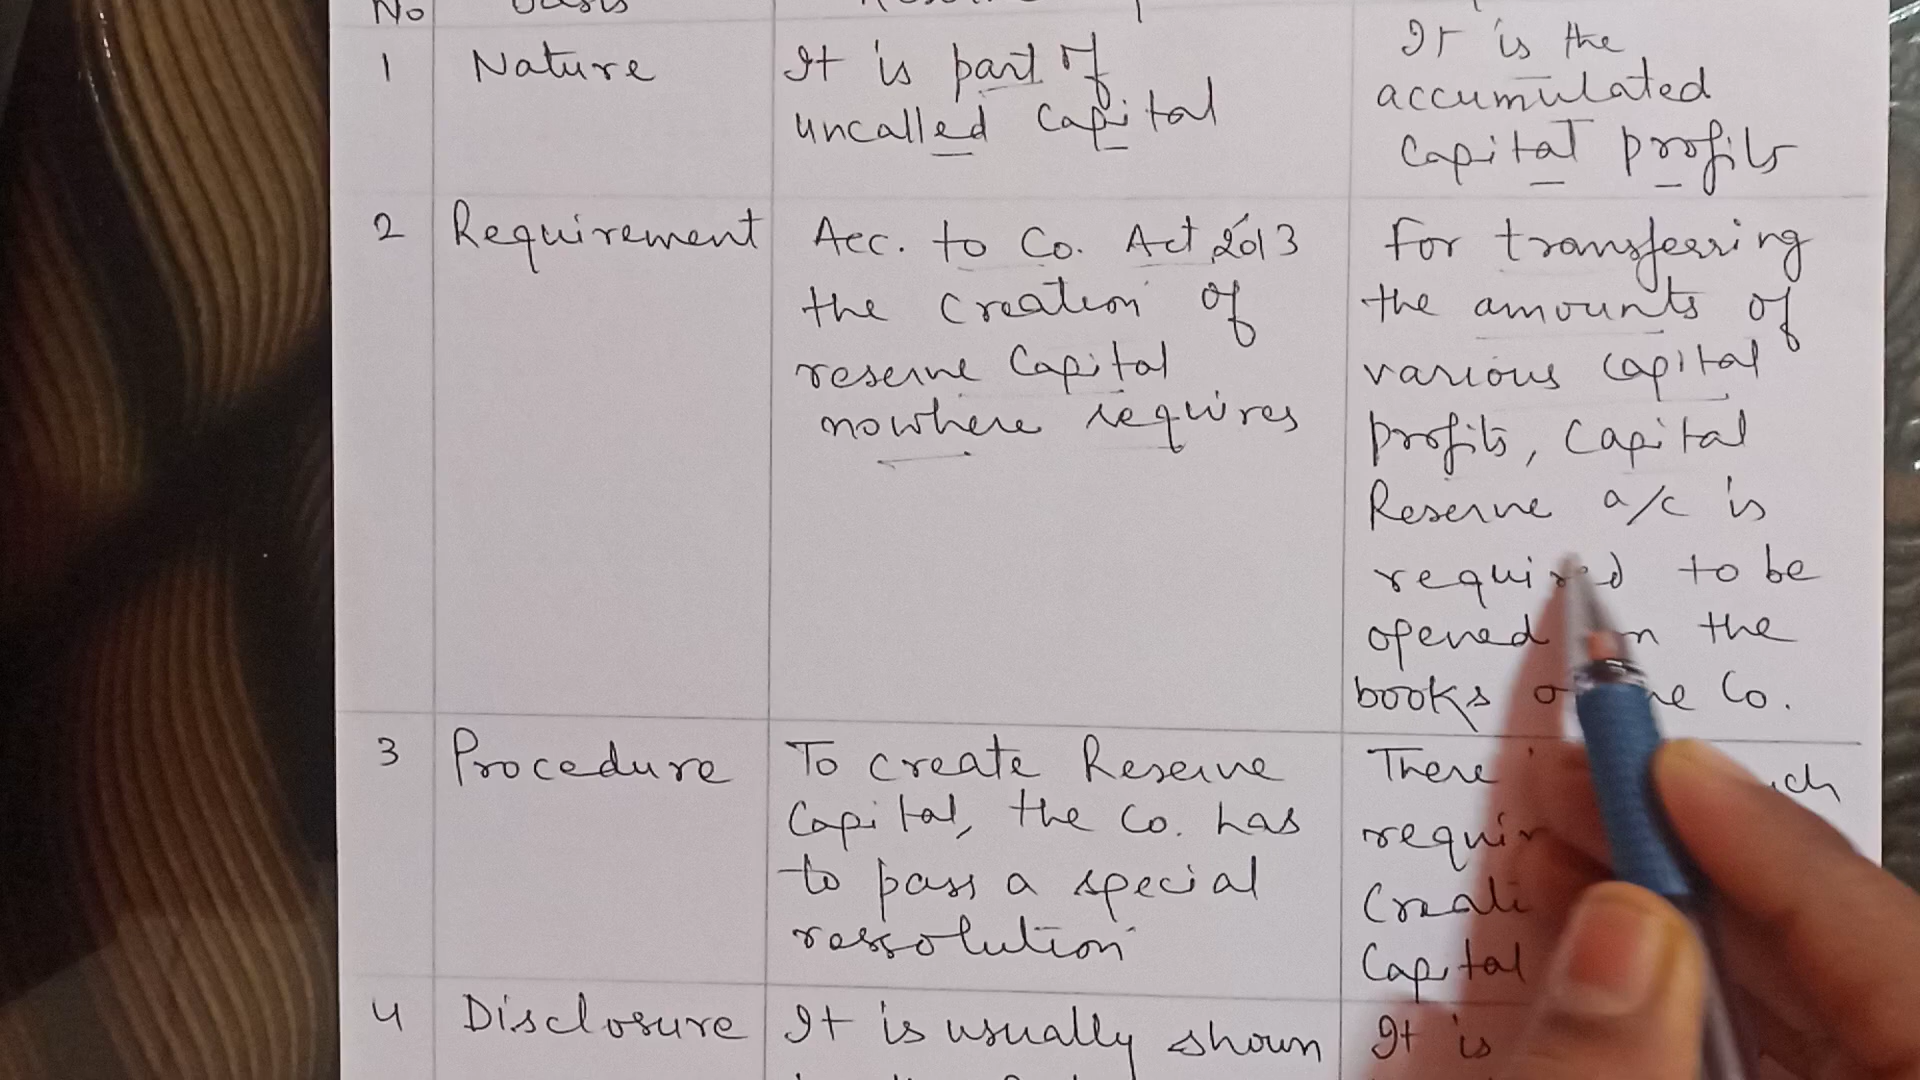 No
Basis
1
Nature
It is part of
uncalled Capital
It is the
accumulated
Capital profits
2
Requirement
Acc. to Co. Act, 2013
the creation of
reserve Capital
nowhere requires
For transferring
the amounts of
various capital
profits, Capital
Reserve a/c is
required to be
opened in the
books Co.
3
Procedure
To create Reserve
Capital, the Co. has
to pass a special
ressolution
There
Capital
4
Disclosure
It is usually shown
It is